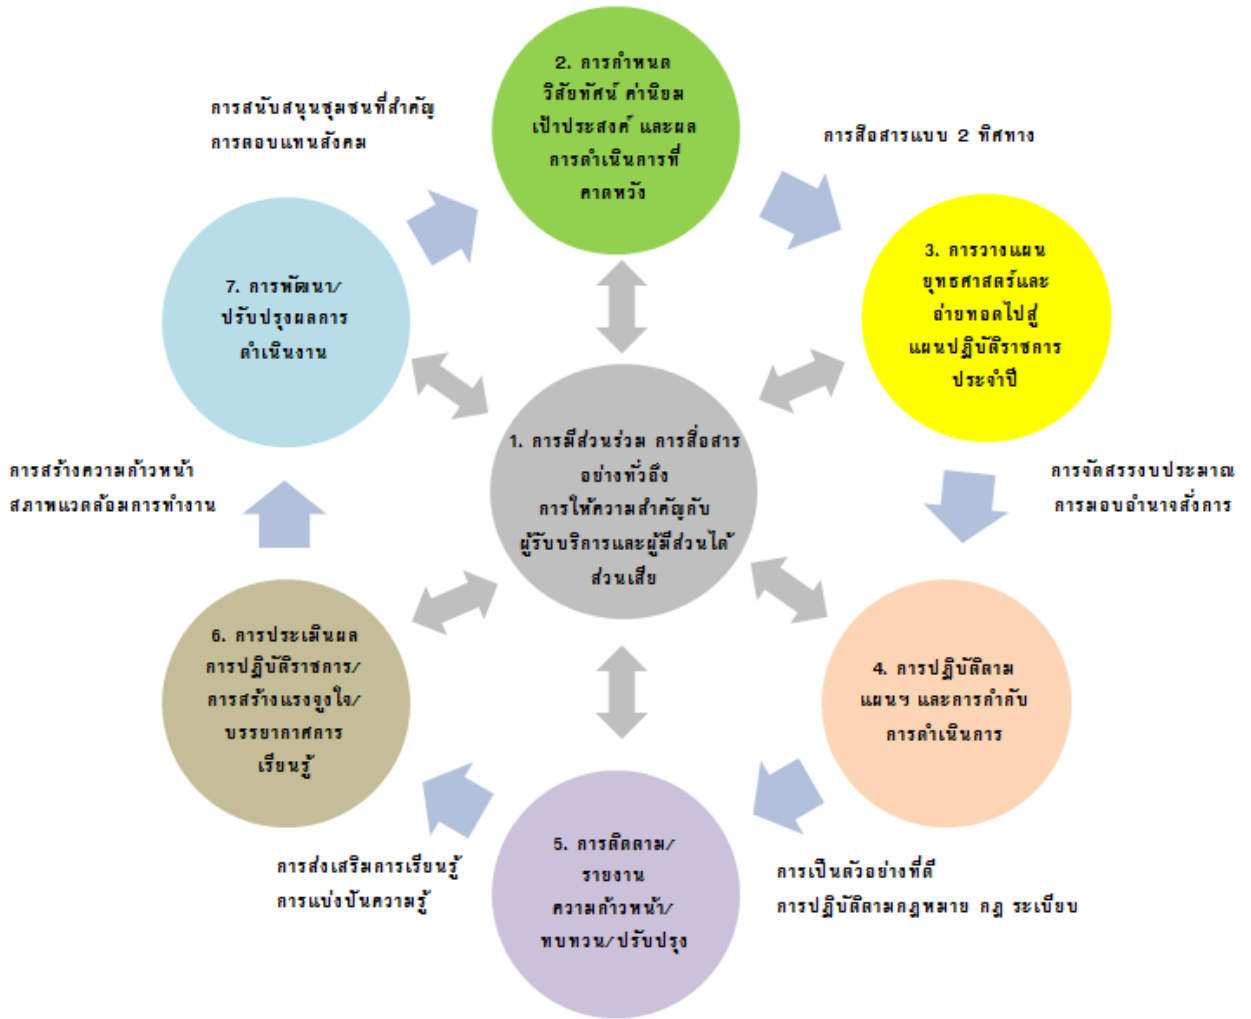 2. การกำหนด
วิสัยทัศน์ ค่านิยม
เป้าประสงค์ และผล
การดำเนินการที่
คาดหวัง
การสื่อสารแบบ 2 ทิศทาง
3. การวางแผน
ยุทธศาสตร์และ
ถ่ายทอดไปสู่
แผนปฏิบัติราชการ
ประจำปี
การจัดสรรงบประมาณ
การมอบอำนาจสั่งการ
4. การปฏิบัติตาม
แผนฯ และการกำกับ
การดำเนินการ
การเป็นตัวอย่างที่ดี
การปฏิบัติตามกฎหมาย กฎ ระเบียบ
5. การติดตาม/
รายงาน
ความก้าวหน้า/
ทบทวน/ปรับปรุง
การส่งเสริมการเรียนรู้
การแบ่งปันความรู้
6. การประเมินผล
การปฏิบัติราชการ/
การสร้างแรงจูงใจ/
บรรยากาศการ
เรียนรู้
การสร้างความก้าวหน้า
สภาพแวดล้อมการทำงาน
7. การพัฒนา/
ปรับปรุงผลการ
ดำเนินงาน
การสนับสนุนชุมชนที่สำคัญ
การตอบแทนสังคม
1. การมีส่วนร่วม การสื่อสาร
อย่างทั่วถึง
การให้ความสำคัญกับ
ผู้รับบริการและผู้มีส่วนได้
ส่วนเสีย